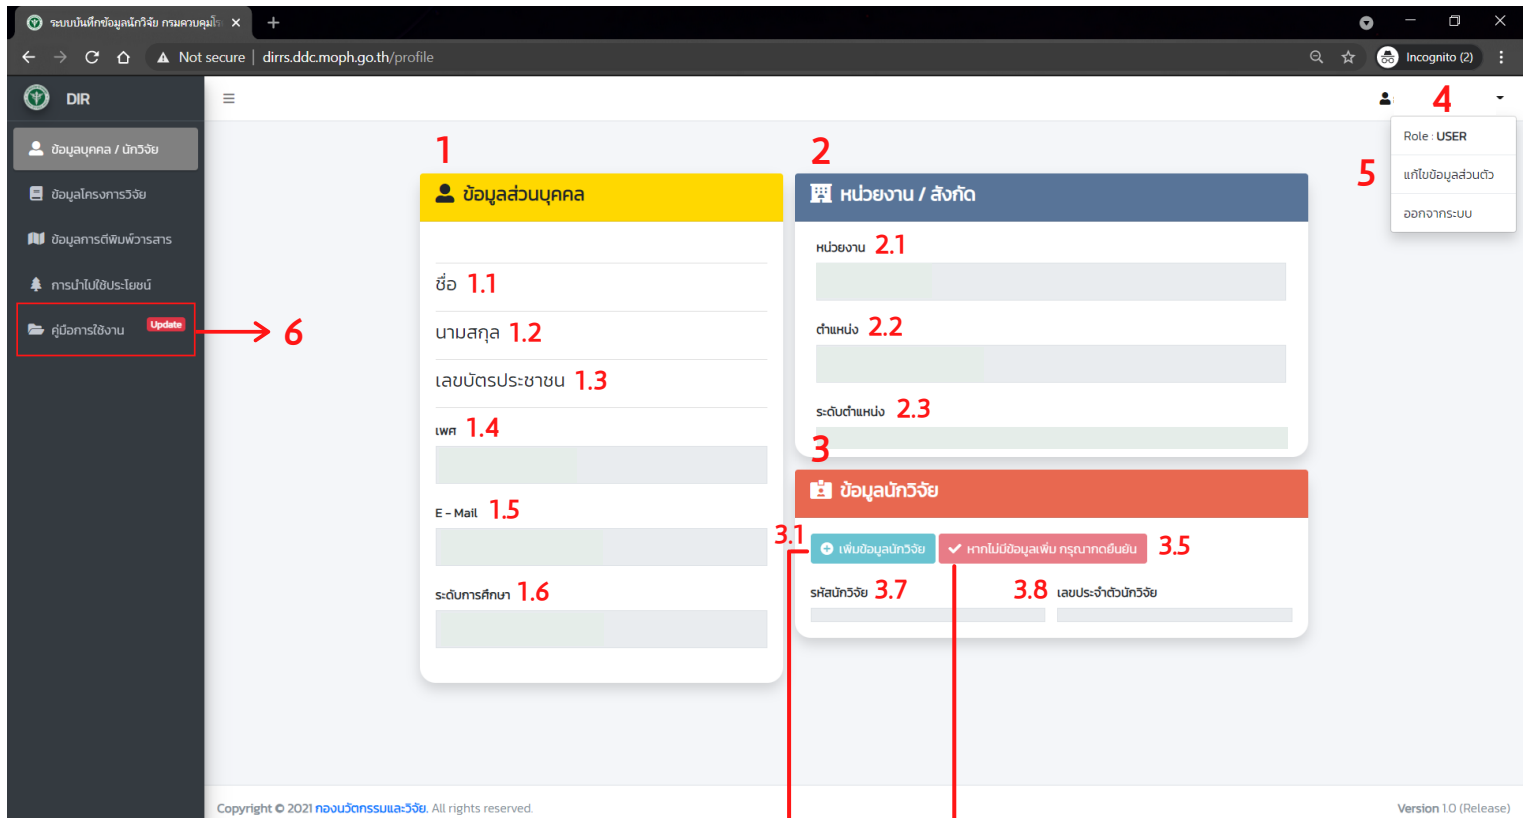 ระบบบันทึกข้อมูลนักวิจัย กรมควบคุมโร
Not secure | dirrs.ddc.moph.go.th/profile
Incognito (2)
DIR
4
Role : USER
5
แก้ไขข้อมูลส่วนตัว
ออกจากระบบ
ข้อมูลบุคคล / นักวิจัย
ข้อมูลโครงการวิจัย
ข้อมูลการตีพิมพ์วารสาร
การนำไปใช้ประโยชน์
คู่มือการใช้งาน Update
6
1
ข้อมูลส่วนบุคคล
ชื่อ 1.1
นามสกุล 1.2
เลขบัตรประชาชน 1.3
เพศ 1.4
E - Mail 1.5
ระดับการศึกษา 1.6
2
หน่วยงาน / สังกัด
หน่วยงาน 2.1
ตำแหน่ง 2.2
ระดับตำแหน่ง 2.3
3
ข้อมูลนักวิจัย
3.1 เพิ่มข้อมูลนักวิจัย หากไม่มีข้อมูลเพิ่ม กรุณากดยืนยัน 3.5
รหัสนักวิจัย 3.7 3.8 เลขประจำตัวนักวิจัย
Copyright © 2021 กองนวัตกรรมและวิจัย. All rights reserved.
Version 1.0 (Release)